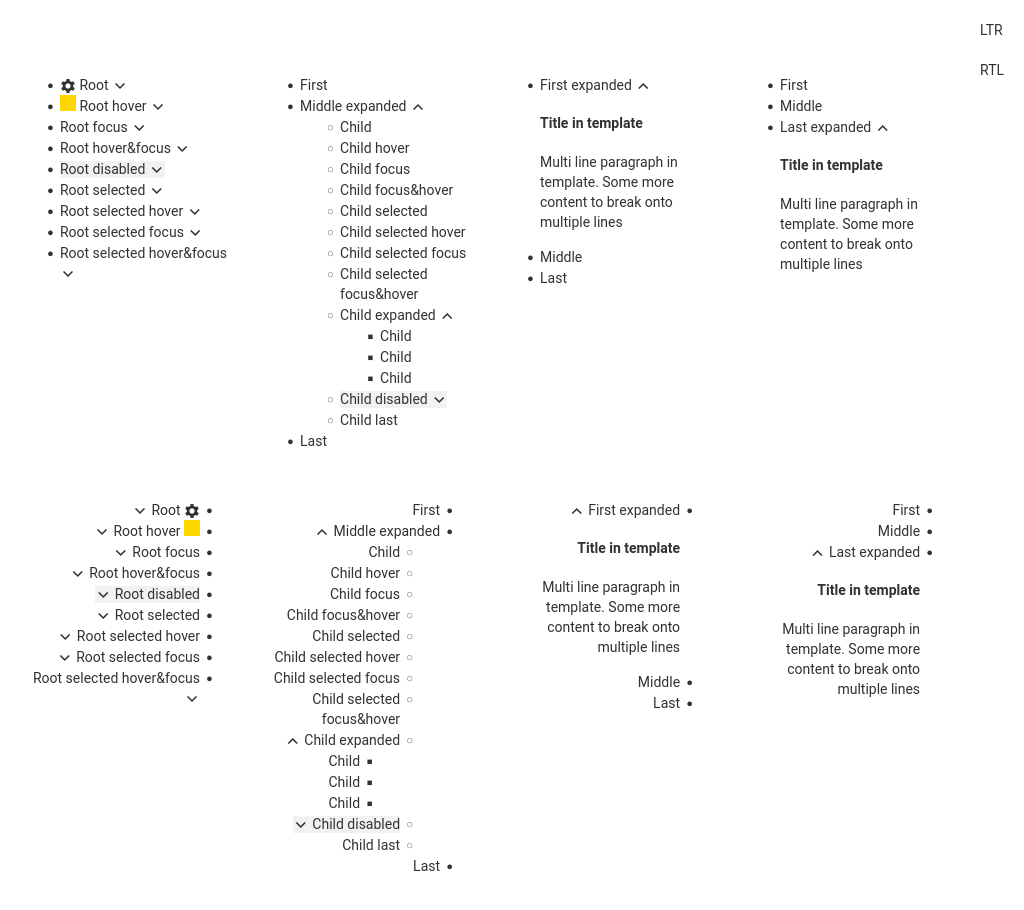 LTR
RTL
Root
Root hover
Root focus
Root hover&focus
Root disabled
Root selected
Root selected hover
Root selected focus
Root selected hover&focus
First
Middle expanded
Child
Child hover
Child focus
Child focus&hover
Child selected
Child selected hover
Child selected focus
Child selected
focus&hover
Child expanded
Child
Child
Child
Child disabled
Child last
Last
First expanded
Title in template
Multi line paragraph in
template. Some more
content to break onto
multiple lines
Middle
Last
First
Middle
Last expanded
Title in template
Multi line paragraph in
template. Some more
content to break onto
multiple lines
Root
Root hover
Root focus
Root hover&focus
Root disabled
Root selected
Root selected hover
Root selected focus
Root selected hover&focus
First
Middle expanded
Child
Child hover
Child focus
Child focus&hover
Child selected
Child selected hover
Child selected focus
Child selected
focus&hover
Child expanded
Child
Child
Child
Child disabled
Child last
Last
First expanded
Title in template
Multi line paragraph in
template. Some more
content to break onto
multiple lines
Middle
Last
First
Middle
Last expanded
Title in template
Multi line paragraph in
template. Some more
content to break onto
multiple lines